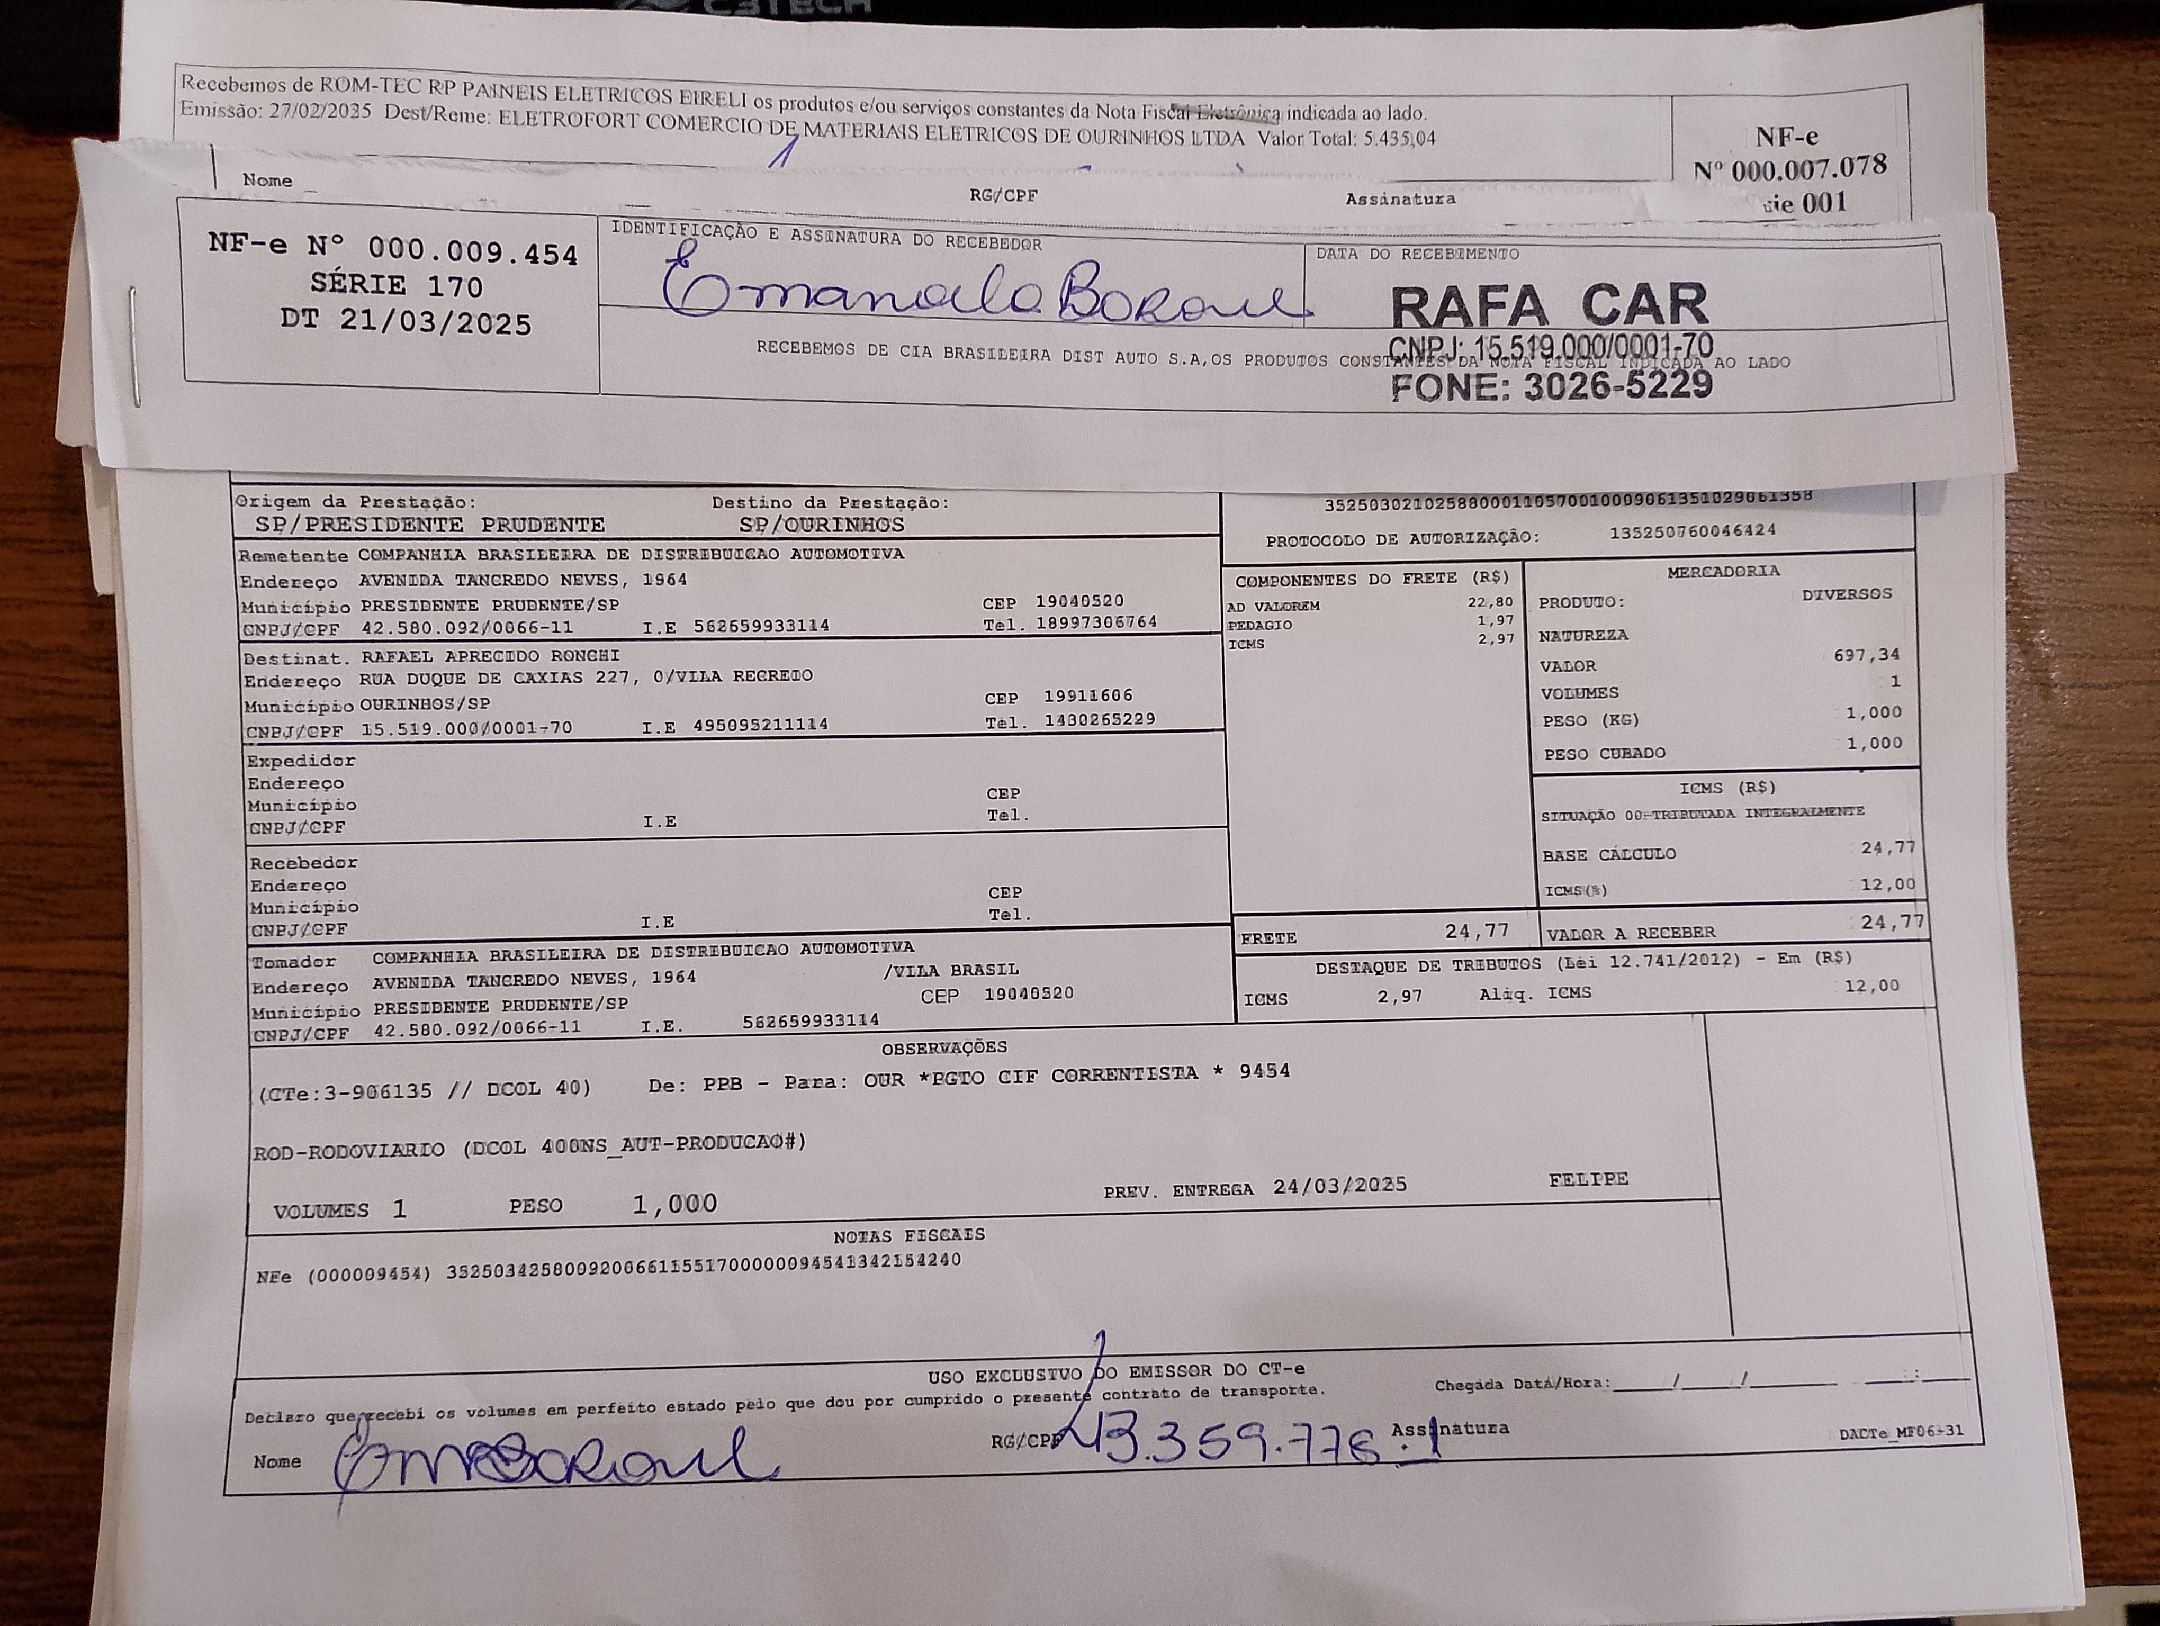 C3TECH
Recebemos de ROM-TEC RP PAINEIS ELETRICOS EIRELI os produtos e/ou serviços constantes da Nota Fiscal Eletrônica indicada ao lado.
Emissão: 27/02/2025 Dest/Reme: ELETROFORT COMERCIO DE MATERIAIS ELETRICOS DE OURINHOS LTDA Valor Total: 5.435,04
NF-e
Nº 000.007.078
001
Nome RG/CPF Assinatura
NF-e Nº 000.009.454
SÉRIE 170
DT 21/03/2025
IDENTIFICAÇÃO E ASSINATURA DO RECEBEDOR
DATA DO RECEBIMENTO
RAFA CAR
CNPJ: 15.519.000/0001-70
FONE: 3026-5229
RECEBEMOS DE CIA BRASILEIRA DIST AUTO S.A,OS PRODUTOS CONSTANTES DA NOTA FISCAL INDICADA AO LADO
Origem da Prestação: Destino da Prestação:
SP/PRESIDENTE PRUDENTE SP/OURINHOS
35250302102588000110570010009061351029061358
PROTOCOLO DE AUTORIZAÇÃO: 135250760046424
Remetente COMPANHIA BRASILEIRA DE DISTRIBUICAO AUTOMOTIVA
Endereço AVENIDA TANCREDO NEVES, 1964
Município PRESIDENTE PRUDENTE/SP CEP 19040520
CNPJ/CPF 42.580.092/0066-11 I.E 562659933114 Tel. 18997306764
Destinat. RAFAEL APRECIDO RONCHI
Endereço RUA DUQUE DE CAXIAS 227, 0/VILA RECREIO
Município OURINHOS/SP CEP 19911606
CNPJ/CPF 15.519.000/0001-70 I.E 495095211114 Tel. 1430265229
Expedidor
Endereço
Município CEP
CNPJ/CPF I.E Tel.
Recebedor
Endereço
Município CEP
CNPJ/CPF I.E Tel.
Tomador COMPANHIA BRASILEIRA DE DISTRIBUICAO AUTOMOTIVA
Endereço AVENIDA TANCREDO NEVES, 1964 /VILA BRASIL
Município PRESIDENTE PRUDENTE/SP CEP 19040520
CNPJ/CPF 42.580.092/0066-11 I.E. 562659933114
COMPONENTES DO FRETE (R$)
AD VALOREM 22,80
PEDAGIO 1,97
ICMS 2,97
MERCADORIA
PRODUTO: DIVERSOS
NATUREZA
VALOR 697,34
VOLUMES 1
PESO (KG) 1,000
PESO CUBADO 1,000
ICMS (R$)
SITUAÇÃO 00-TRIBUTADA INTEGRALMENTE
BASE CÁLCULO 24,77
ICMS(%) 12,00
FRETE 24,77 VALOR A RECEBER 24,77
DESTAQUE DE TRIBUTOS (Lei 12.741/2012) - Em (R$)
ICMS 2,97 Aliq. ICMS 12,00
OBSERVAÇÕES
(CTe:3-906135 // DCOL 40) De: PPB - Para: OUR *PGTO CIF CORRENTISTA * 9454
ROD-RODOVIARIO (DCOL 400NS_AUT-PRODUCAO#)
VOLUMES 1 PESO 1,000 PREV. ENTREGA 24/03/2025 FELIPE
NOTAS FISCAIS
NFe (000009454) 35250342580092006611551700000094541342154240
USO EXCLUSIVO DO EMISSOR DO CT-e
Declaro que recebi os volumes em perfeito estado pelo que dou por cumprido o presente contrato de transporte. Chegada Data/Hora: / / :
Nome RG/CPF 43.359.778.1 Assinatura DACTe_MF06-31